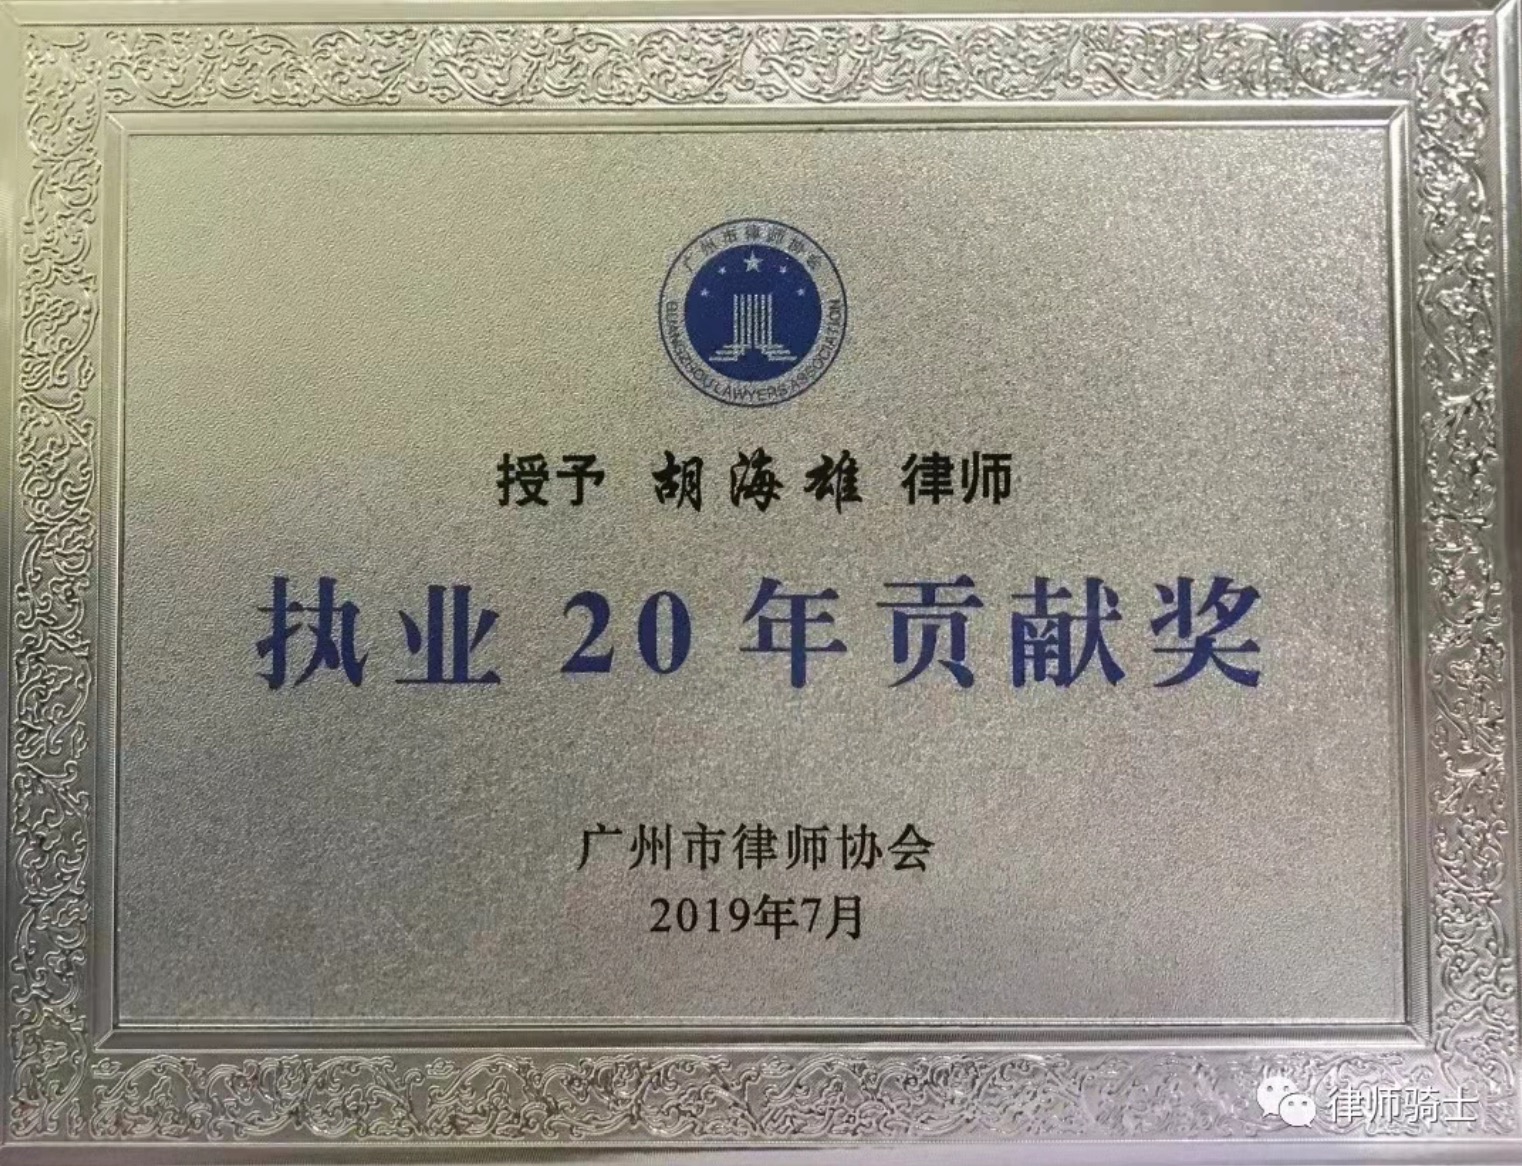 广州市律师协会
GUANGZHOU LAWYERS ASSOCIATION
授予 胡海雄 律师
执业 20 年贡献奖
广州市律师协会
2019年7月
律师骑士